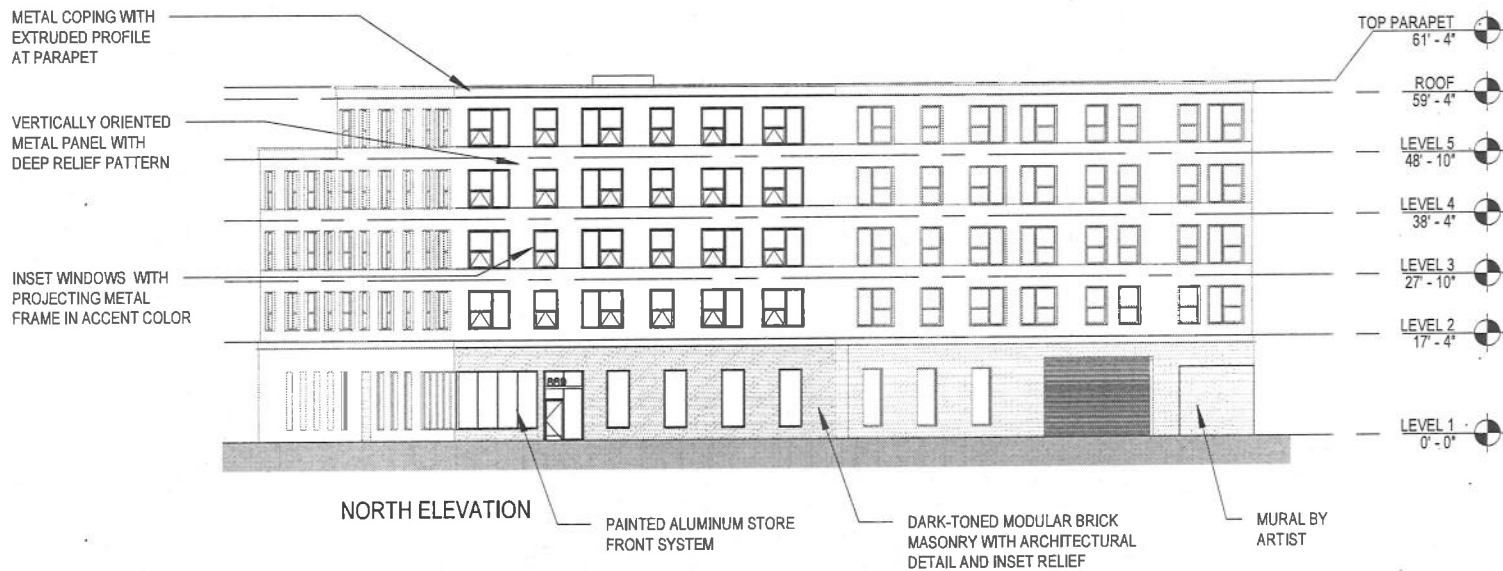 METAL COPING WITH
EXTRUDED PROFILE
AT PARAPET
VERTICALLY ORIENTED
METAL PANEL WITH
DEEP RELIEF PATTERN
INSET WINDOWS WITH
PROJECTING METAL
FRAME IN ACCENT COLOR
TOP PARAPET
61' - 4"
ROOF
59' - 4"
LEVEL 5
48' - 10"
LEVEL 4
38' - 4"
LEVEL 3
27' - 10"
LEVEL 2
17' - 4"
LEVEL 1
0' - 0"
869
NORTH ELEVATION
PAINTED ALUMINUM STORE
FRONT SYSTEM
DARK-TONED MODULAR BRICK
MASONRY WITH ARCHITECTURAL
DETAIL AND INSET RELIEF
MURAL BY
ARTIST